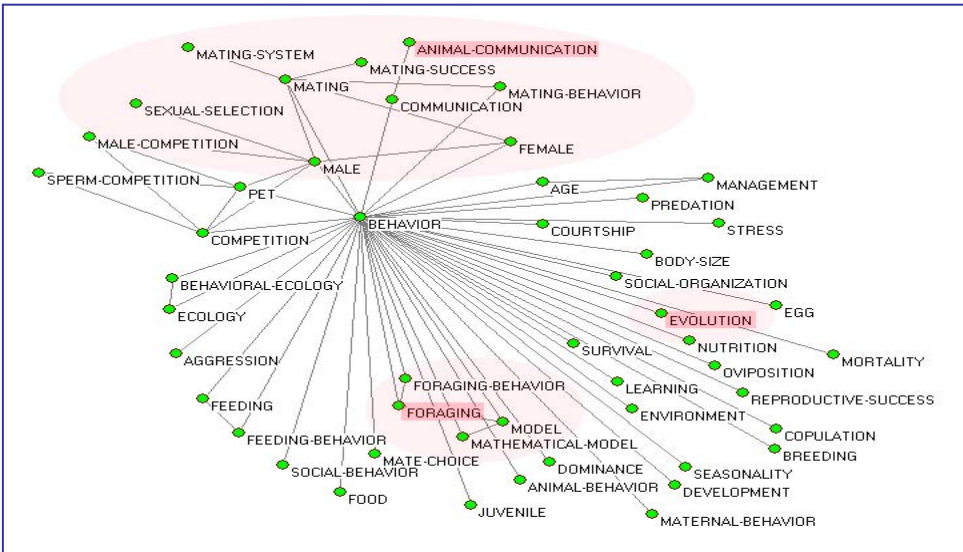 MATING-SYSTEM
ANIMAL-COMMUNICATION
MATING-SUCCESS
MATING
MATING-BEHAVIOR
COMMUNICATION
SEXUAL-SELECTION
MALE-COMPETITION
FEMALE
MALE
SPERM-COMPETITION
PET
AGE
MANAGEMENT
PREDATION
BEHAVIOR
COURTSHIP
STRESS
COMPETITION
BODY-SIZE
BEHAVIORAL-ECOLOGY
SOCIAL-ORGANIZATION
ECOLOGY
EGG
EVOLUTION
SURVIVAL
NUTRITION
AGGRESSION
MORTALITY
OVIPOSITION
FORAGING-BEHAVIOR
LEARNING
REPRODUCTIVE-SUCCESS
FEEDING
FORAGING
ENVIRONMENT
MODEL
COPULATION
FEEDING-BEHAVIOR
MATHEMATICAL-MODEL
BREEDING
MATE-CHOICE
SOCIAL-BEHAVIOR
DOMINANCE
SEASONALITY
ANIMAL-BEHAVIOR
DEVELOPMENT
FOOD
JUVENILE
MATERNAL-BEHAVIOR